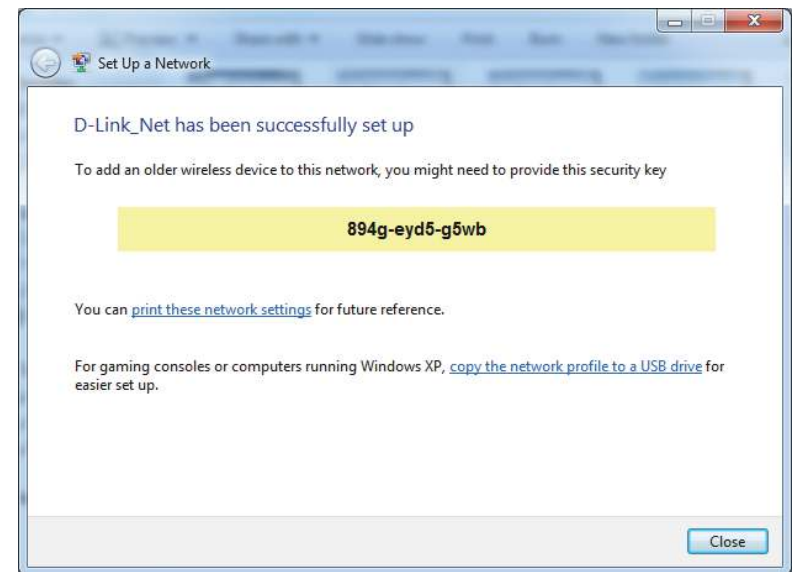 Set Up a Network
D-Link_Net has been successfully set up
To add an older wireless device to this network, you might need to provide this security key
894g-eyd5-g5wb
You can print these network settings for future reference.
For gaming consoles or computers running Windows XP, copy the network profile to a USB drive for
easier set up.
Close